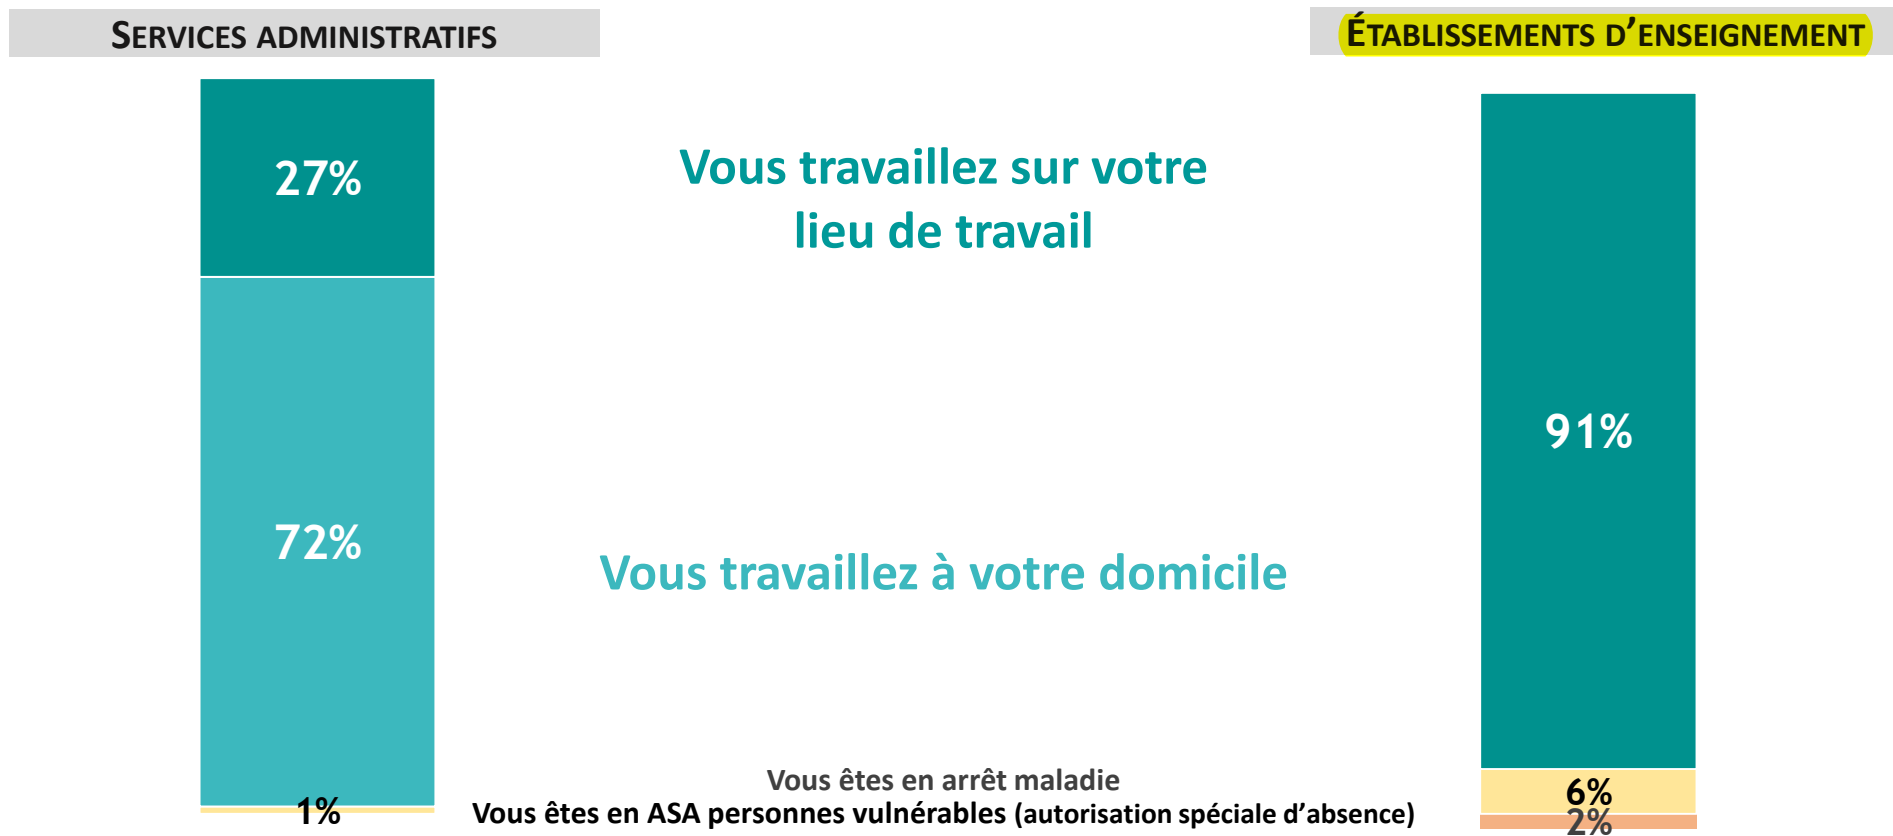 SERVICES ADMINISTRATIFS
ÉTABLISSEMENTS D’ENSEIGNEMENT
27%
Vous travaillez sur votre
lieu de travail
91%
72%
Vous travaillez à votre domicile
Vous êtes en arrêt maladie
6%
1%
Vous êtes en ASA personnes vulnérables (autorisation spéciale d’absence)
2%